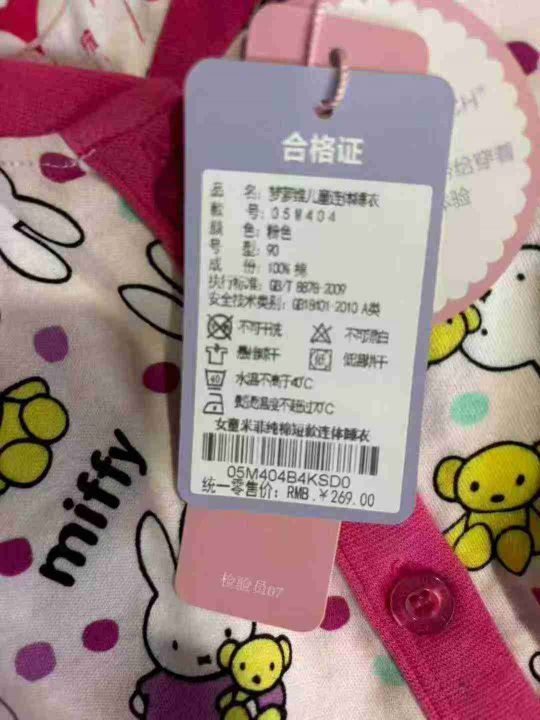 合格证
品 名: 梦多维儿童连体睡衣
款 号: 05M404
颜 色: 粉色
号 型: 90
成 份: 100% 棉
执行标准: GB/T 8878-2009
安全技术类别: GB18401-2010 A类
不可干洗 不可漂白
悬挂晾干 低温烘干
40 水温不高于40℃
熨烫温度不超过110℃
女童米菲纯棉短款连体睡衣
05M404B4KSD0
统一零售价: RMB.￥269.00
检验员07
miffy